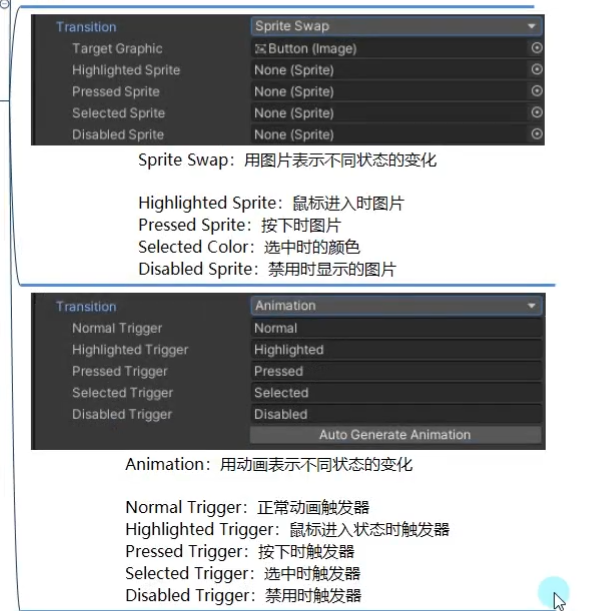 Transition Sprite Swap
Target Graphic Button (Image)
Highlighted Sprite None (Sprite)
Pressed Sprite None (Sprite)
Selected Sprite None (Sprite)
Disabled Sprite None (Sprite)
Sprite Swap：用图片表示不同状态的变化
Highlighted Sprite：鼠标进入时图片
Pressed Sprite：按下时图片
Selected Color：选中时的颜色
Disabled Sprite：禁用时显示的图片
Transition Animation
Normal Trigger Normal
Highlighted Trigger Highlighted
Pressed Trigger Pressed
Selected Trigger Selected
Disabled Trigger Disabled
Auto Generate Animation
Animation：用动画表示不同状态的变化
Normal Trigger：正常动画触发器
Highlighted Trigger：鼠标进入状态时触发器
Pressed Trigger：按下时触发器
Selected Trigger：选中时触发器
Disabled Trigger：禁用时触发器